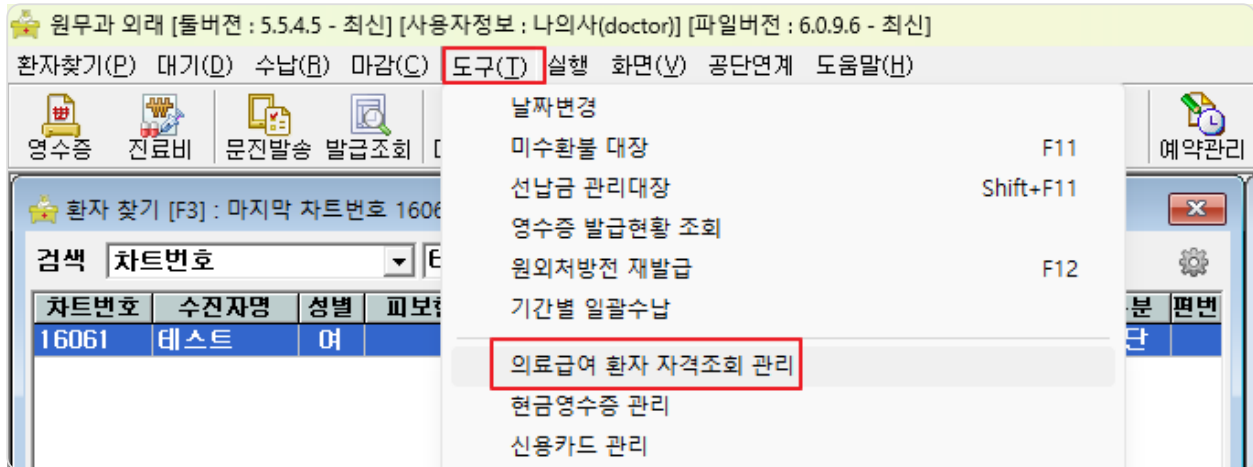 원무과 외래 [툴버젼 : 5.5.4.5 - 최신] [사용자정보 : 나의사(doctor)] [파일버전 : 6.0.9.6 - 최신]
환자찾기(P) 대기(D) 수납(R) 마감(C) 도구(T) 실행 화면(V) 공단연계 도움말(H)
영수증 진료비 문진발송 발급조회 예약관리
날짜변경
미수환불 대장 F11
선납금 관리대장 Shift+F11
영수증 발급현황 조회
원외처방전 재발급 F12
기간별 일괄수납
의료급여 환자 자격조회 관리
현금영수증 관리
신용카드 관리
환자 찾기 [F3] : 마지막 차트번호 1606
검색 차트번호
차트번호 수진자명 성별 피보험 분 편번
16061 테스트 여 단